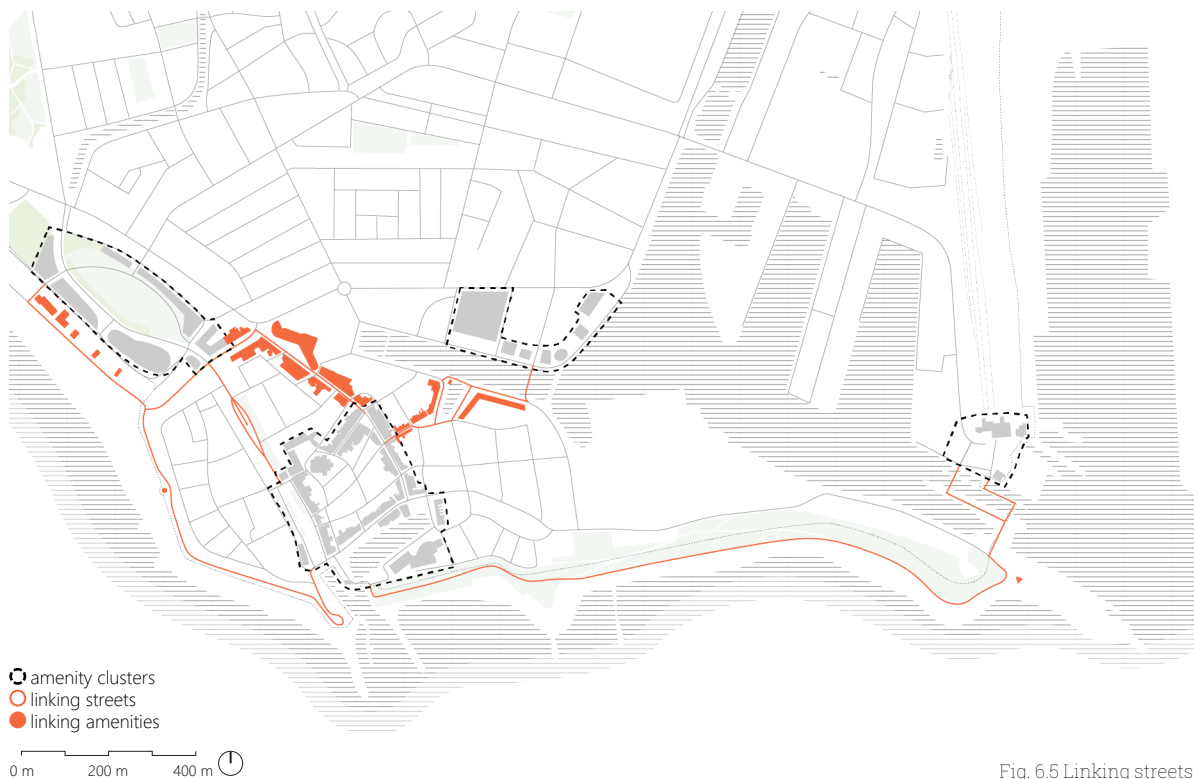 amenity clusters
linking streets
linking amenities
0 m 200 m 400 m
Fig. 6.5 Linking streets